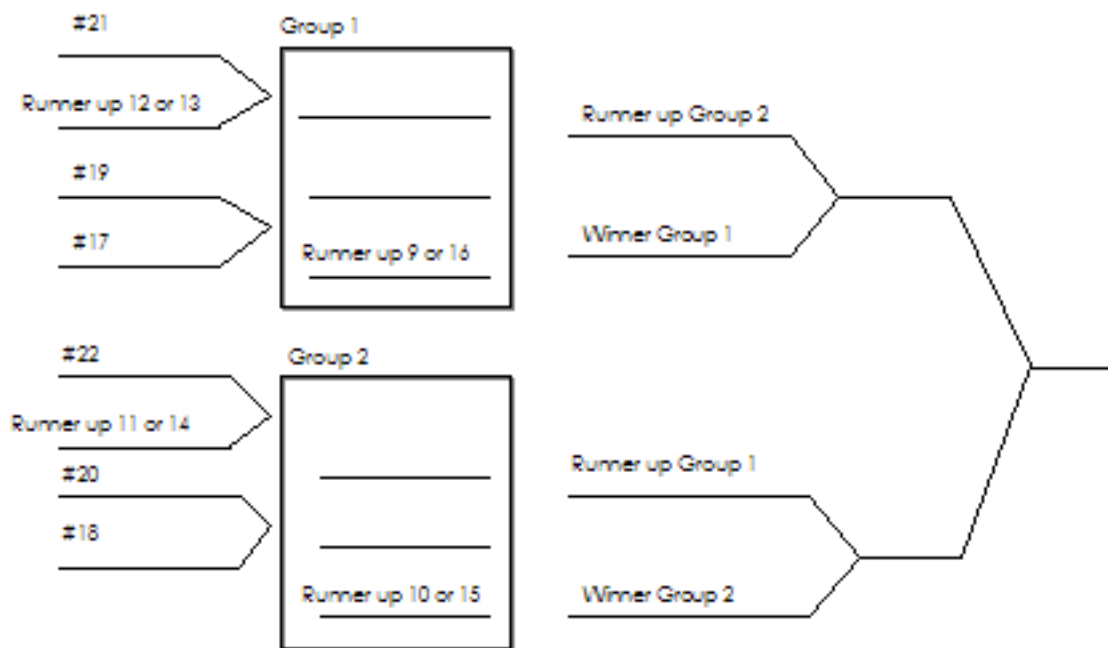 #21
Group 1
Runner up 12 or 13
Runner up Group 2
#19
#17
Winner Group 1
Runner up 9 or 16
#22
Group 2
Runner up 11 or 14
#20
Runner up Group 1
#18
Runner up 10 or 15
Winner Group 2